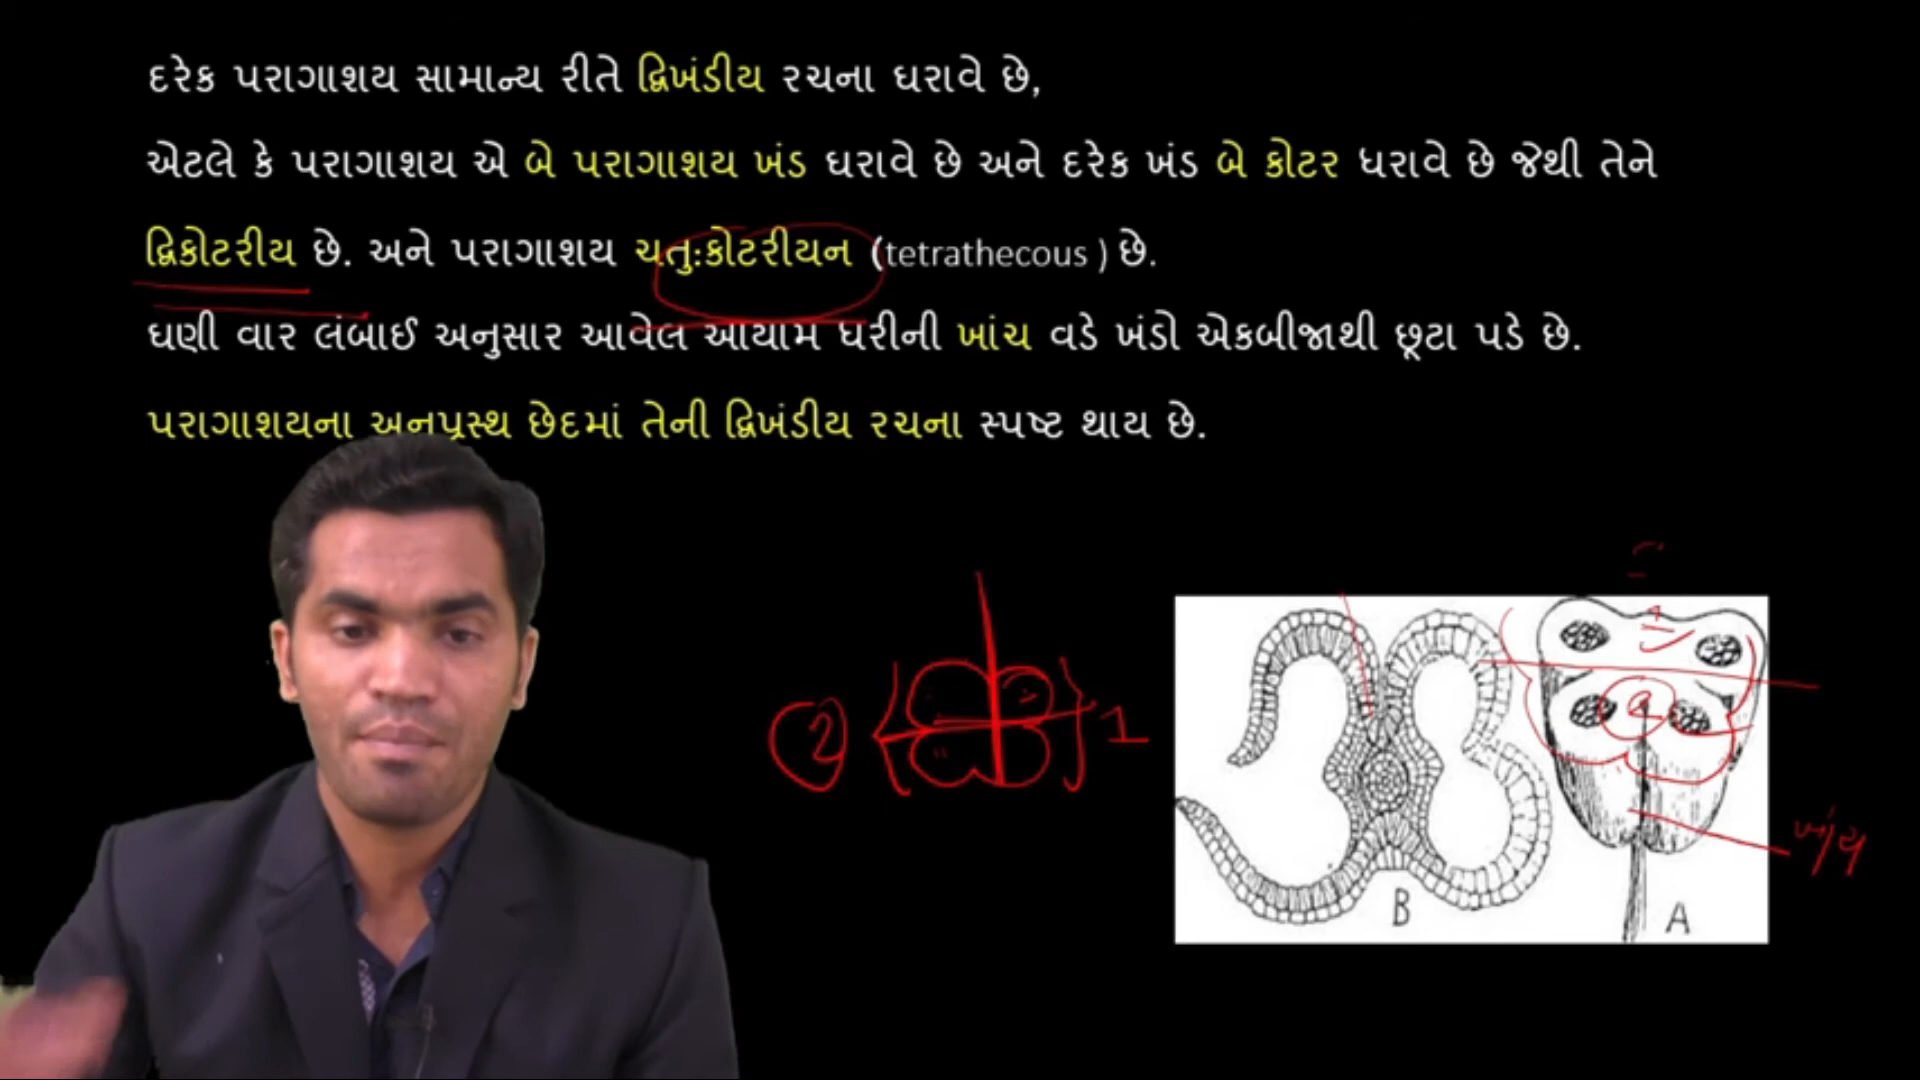 દરેક પરાગાશય સામાન્ય રીતે દ્વિખંડીય રચના ધરાવે છે,
એટલે કે પરાગાશય એ બે પરાગાશય ખંડ ધરાવે છે અને દરેક ખંડ બે કોટર ધરાવે છે જેથી તેને
દ્વિકોટરીય છે. અને પરાગાશય ચતુઃકોટરીયન (tetrathecous ) છે.
ઘણી વાર લંબાઈ અનુસાર આવેલ આયામ ધરીની ખાંચ વડે ખંડો એકબીજાથી છૂટા પડે છે.
પરાગાશયના અનુપ્રસ્થ છેદમાં તેની દ્વિખંડીય રચના સ્પષ્ટ થાય છે.
2
1
ખાંચ
B
A